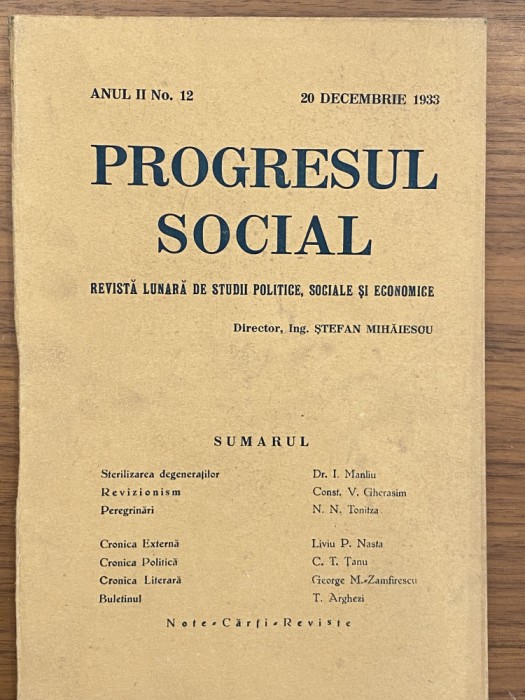 ANUL II No. 12 20 DECEMBRIE 1933
PROGRESUL
SOCIAL
REVISTĂ LUNARĂ DE STUDII POLITICE, SOCIALE ȘI ECONOMICE
Director, Ing. ȘTEFAN MIHĂIESCU
SUMARUL
Sterilizarea degeneraților Dr. I. Manliu
Revizionism Const. V. Gherasim
Peregrinări N. N. Tonitza
Cronica Externă Liviu P. Nasta
Cronica Politică C. T. Țanu
Cronica Literară George M.-Zamfirescu
Buletinul T. Arghezi
Note-Cărți-Reviste